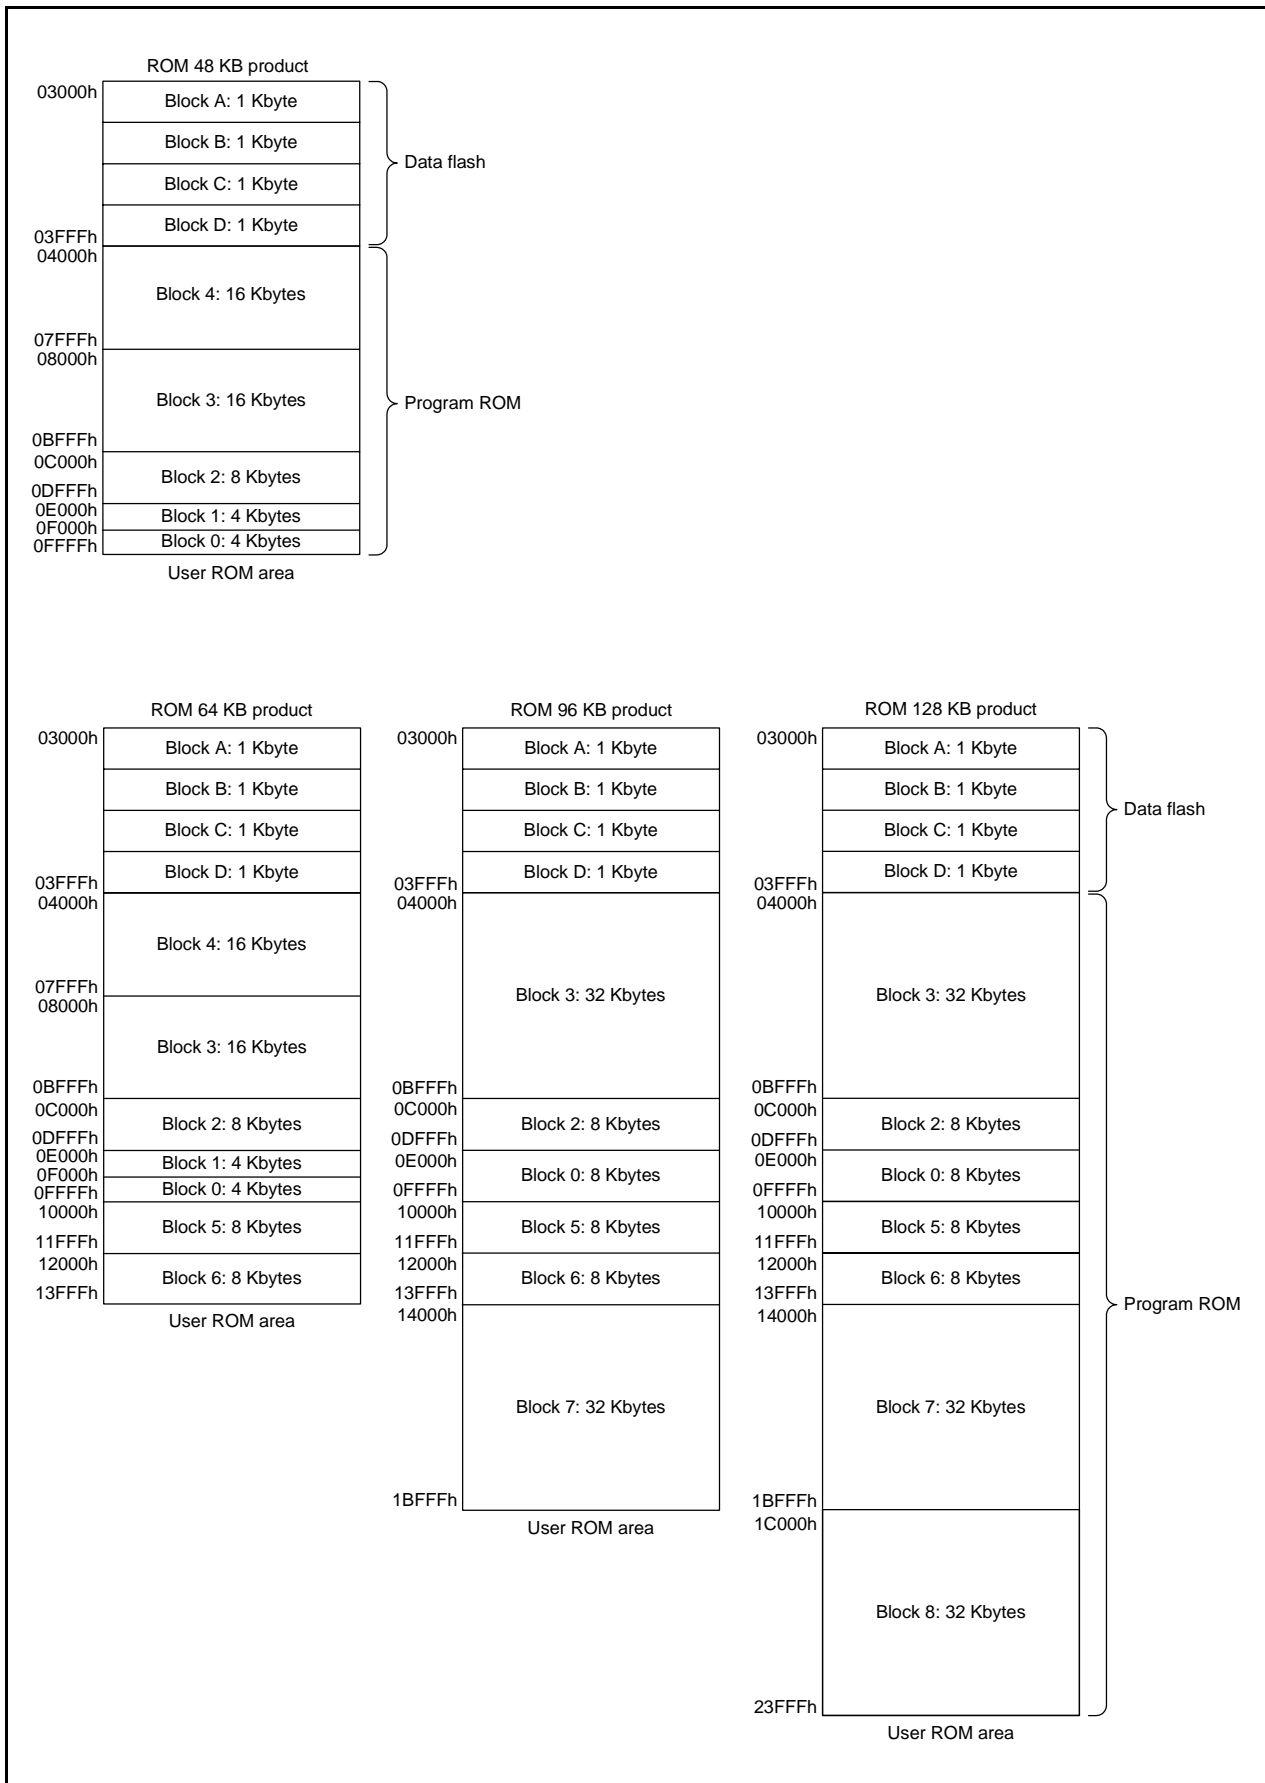 ROM 48 KB product
03000h
Block A: 1 Kbyte
Block B: 1 Kbyte
Data flash
Block C: 1 Kbyte
Block D: 1 Kbyte
03FFFh
04000h
Block 4: 16 Kbytes
07FFFh
08000h
Block 3: 16 Kbytes
Program ROM
0BFFFh
0C000h
Block 2: 8 Kbytes
0DFFFh
0E000h
Block 1: 4 Kbytes
0F000h
Block 0: 4 Kbytes
0FFFFh
User ROM area
ROM 64 KB product
03000h
Block A: 1 Kbyte
Block B: 1 Kbyte
Block C: 1 Kbyte
Block D: 1 Kbyte
03FFFh
04000h
Block 4: 16 Kbytes
07FFFh
08000h
Block 3: 16 Kbytes
0BFFFh
0C000h
Block 2: 8 Kbytes
0DFFFh
0E000h
Block 1: 4 Kbytes
0F000h
Block 0: 4 Kbytes
0FFFFh
10000h
Block 5: 8 Kbytes
11FFFh
12000h
Block 6: 8 Kbytes
13FFFh
User ROM area
ROM 96 KB product
03000h
Block A: 1 Kbyte
Block B: 1 Kbyte
Block C: 1 Kbyte
Block D: 1 Kbyte
03FFFh
04000h
Block 3: 32 Kbytes
0BFFFh
0C000h
Block 2: 8 Kbytes
0DFFFh
0E000h
Block 0: 8 Kbytes
0FFFFh
10000h
Block 5: 8 Kbytes
11FFFh
12000h
Block 6: 8 Kbytes
13FFFh
14000h
Block 7: 32 Kbytes
1BFFFh
User ROM area
ROM 128 KB product
03000h
Block A: 1 Kbyte
Block B: 1 Kbyte
Data flash
Block C: 1 Kbyte
Block D: 1 Kbyte
03FFFh
04000h
Block 3: 32 Kbytes
0BFFFh
0C000h
Block 2: 8 Kbytes
0DFFFh
0E000h
Block 0: 8 Kbytes
0FFFFh
10000h
Block 5: 8 Kbytes
11FFFh
12000h
Block 6: 8 Kbytes
13FFFh
Program ROM
14000h
Block 7: 32 Kbytes
1BFFFh
1C000h
Block 8: 32 Kbytes
23FFFh
User ROM area